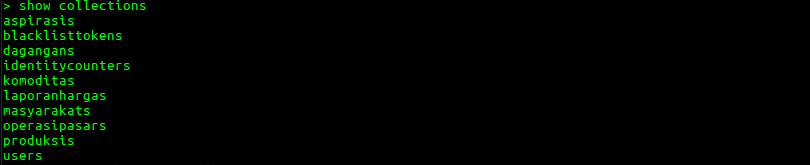 > show collections
aspirasis
blacklisttokens
dagangans
identitycounters
komoditas
laporanhargas
masyarakats
operasipasars
produksis
users